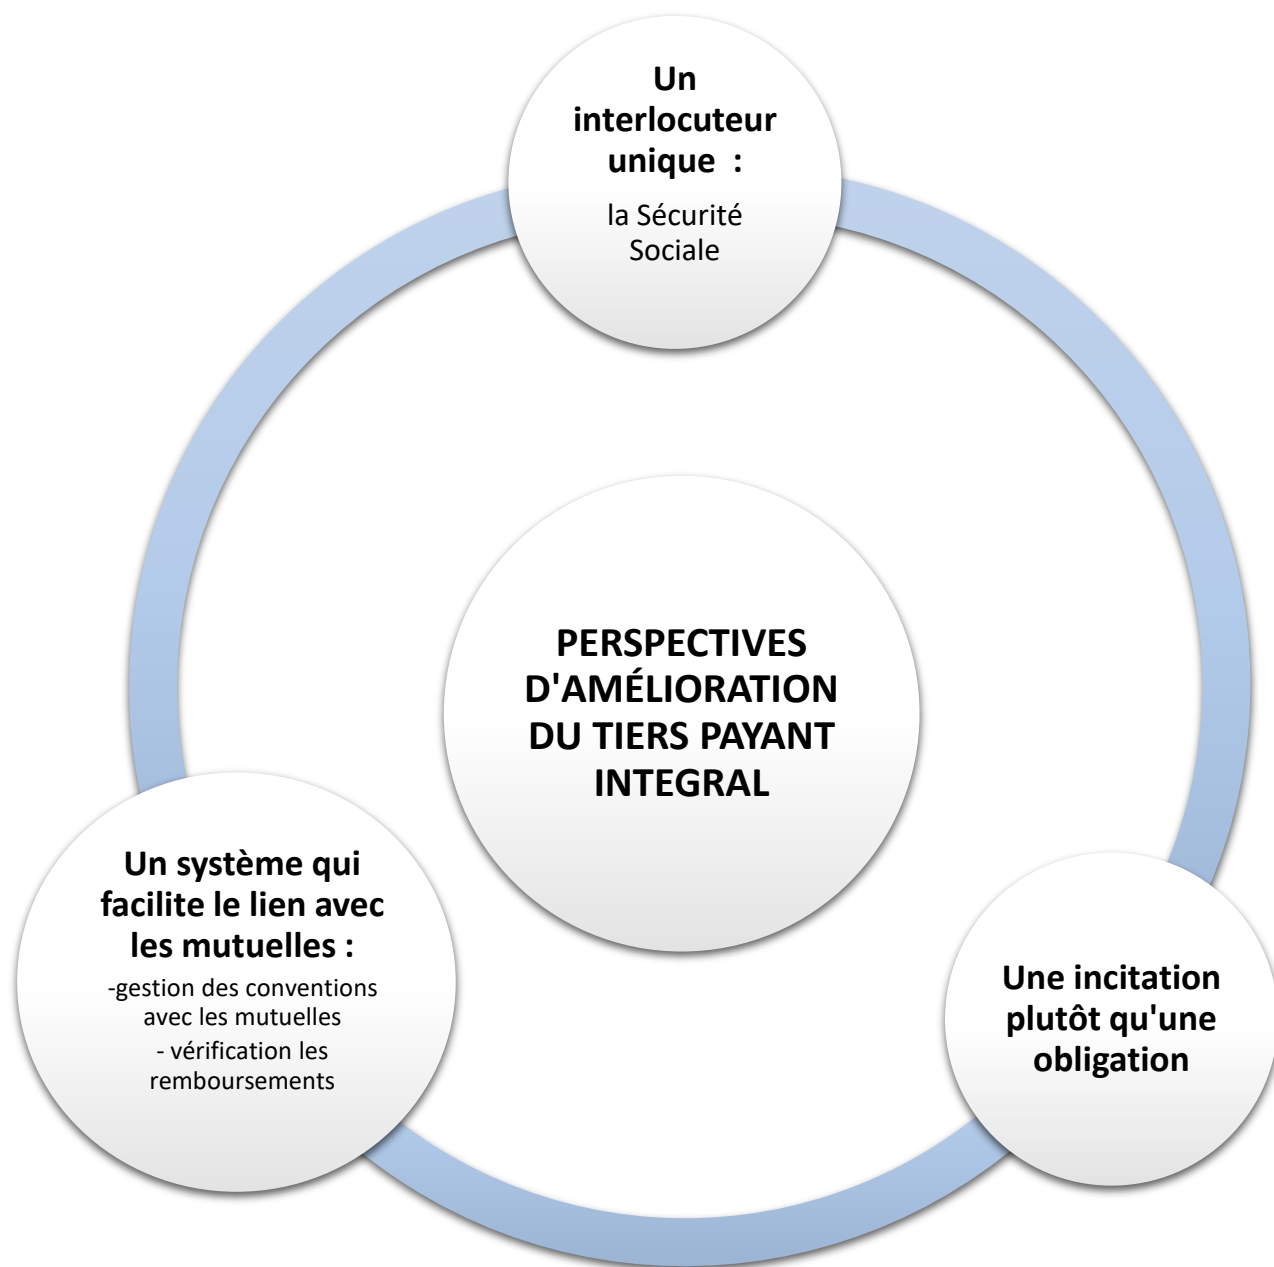 Un
interlocuteur
unique  :
la Sécurité
Sociale
PERSPECTIVES
D'AMÉLIORATION
DU TIERS PAYANT
INTEGRAL
Un système qui
facilite le lien avec
les mutuelles :
-gestion des conventions
avec les mutuelles
- vérification les
remboursements
Une incitation
plutôt qu'une
obligation